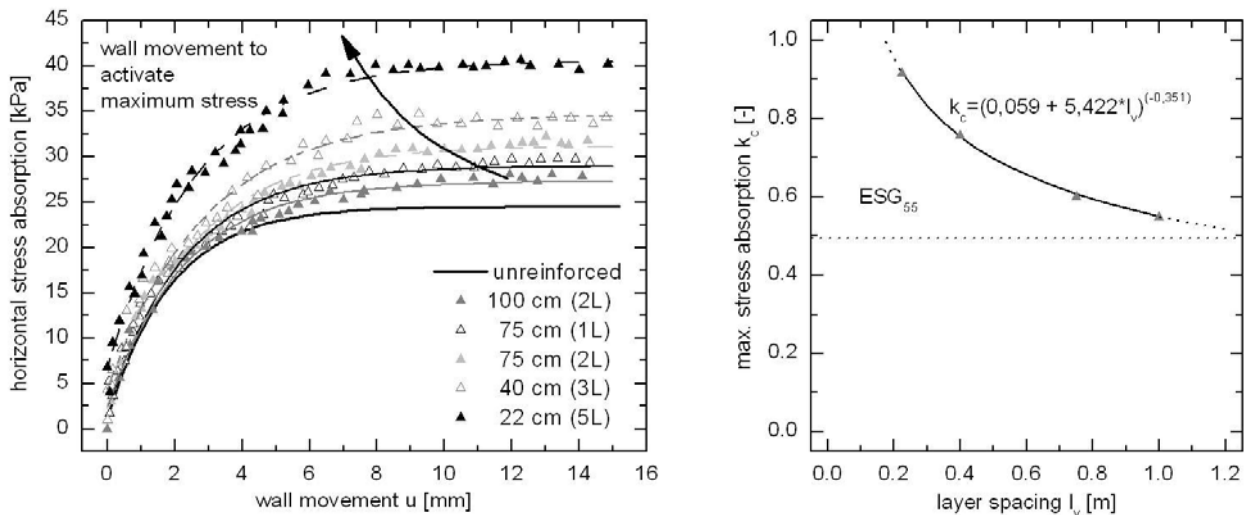 wall movement to
activate
maximum stress
horizontal stress absorption [kPa]
45
40
35
30
25
20
15
10
5
0
0 2 4 6 8 10 12 14 16
wall movement u [mm]
unreinforced
100 cm (2L)
75 cm (1L)
75 cm (2L)
40 cm (3L)
22 cm (5L)
max. stress absorption k_c [-]
1.0
0.8
0.6
0.4
0.2
0.0
k_c=(0,059 + 5,422*l_v)^(-0,351)
ESG_55
0.0 0.2 0.4 0.6 0.8 1.0 1.2
layer spacing l_v [m]